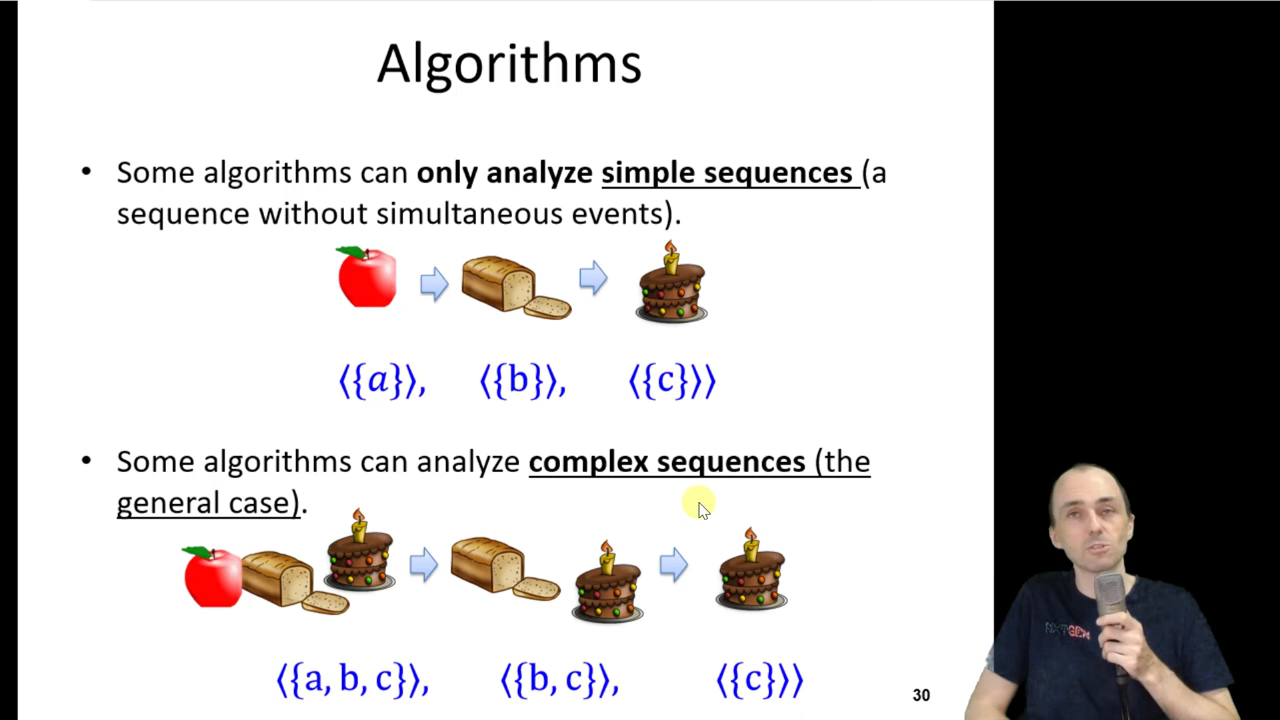 Algorithms
• Some algorithms can only analyze simple sequences (a
sequence without simultaneous events).
⟨{a}⟩, ⟨{b}⟩, ⟨{c}⟩⟩
• Some algorithms can analyze complex sequences (the
general case).
⟨{a, b, c}⟩, ⟨{b, c}⟩, ⟨{c}⟩⟩
30